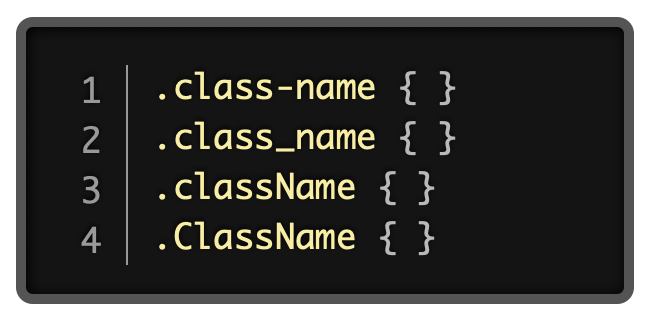 1 .class-name { }
2 .class_name { }
3 .className { }
4 .ClassName { }